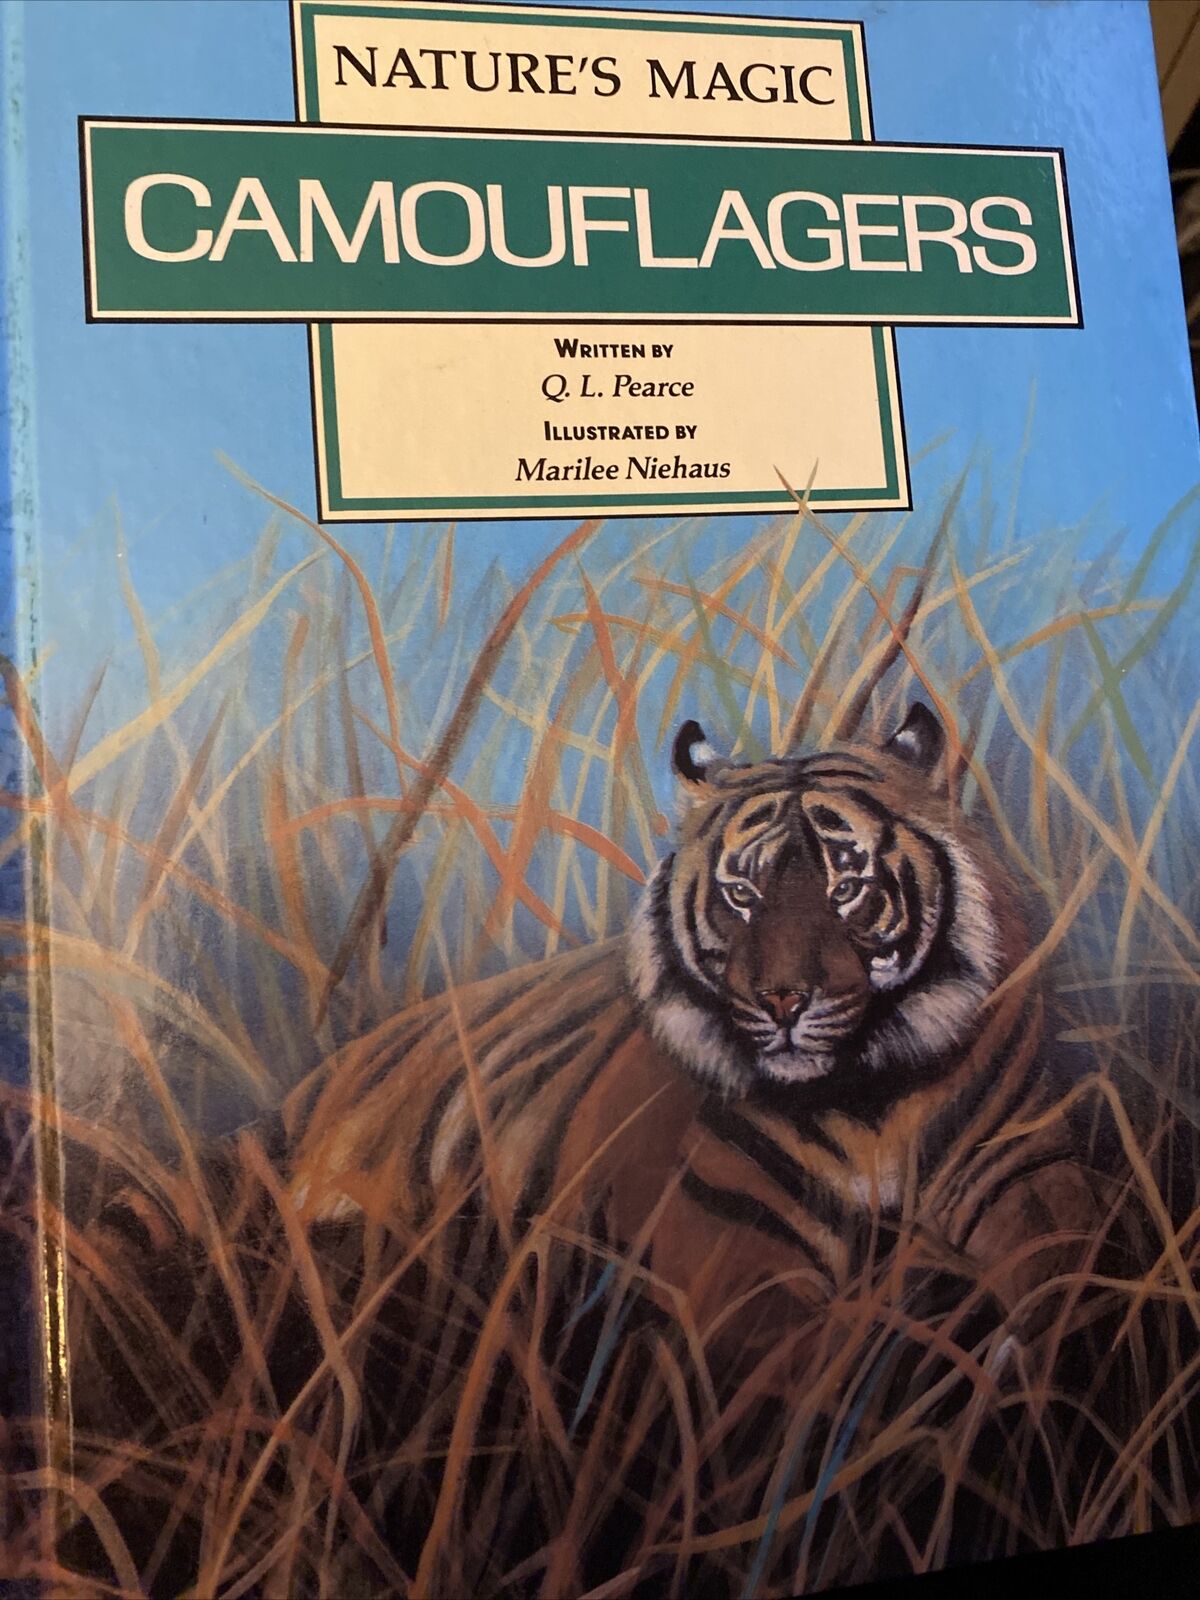 NATURE'S MAGIC
CAMOUFLAGERS
WRITTEN BY
Q. L. Pearce
ILLUSTRATED BY
Marilee Niehaus